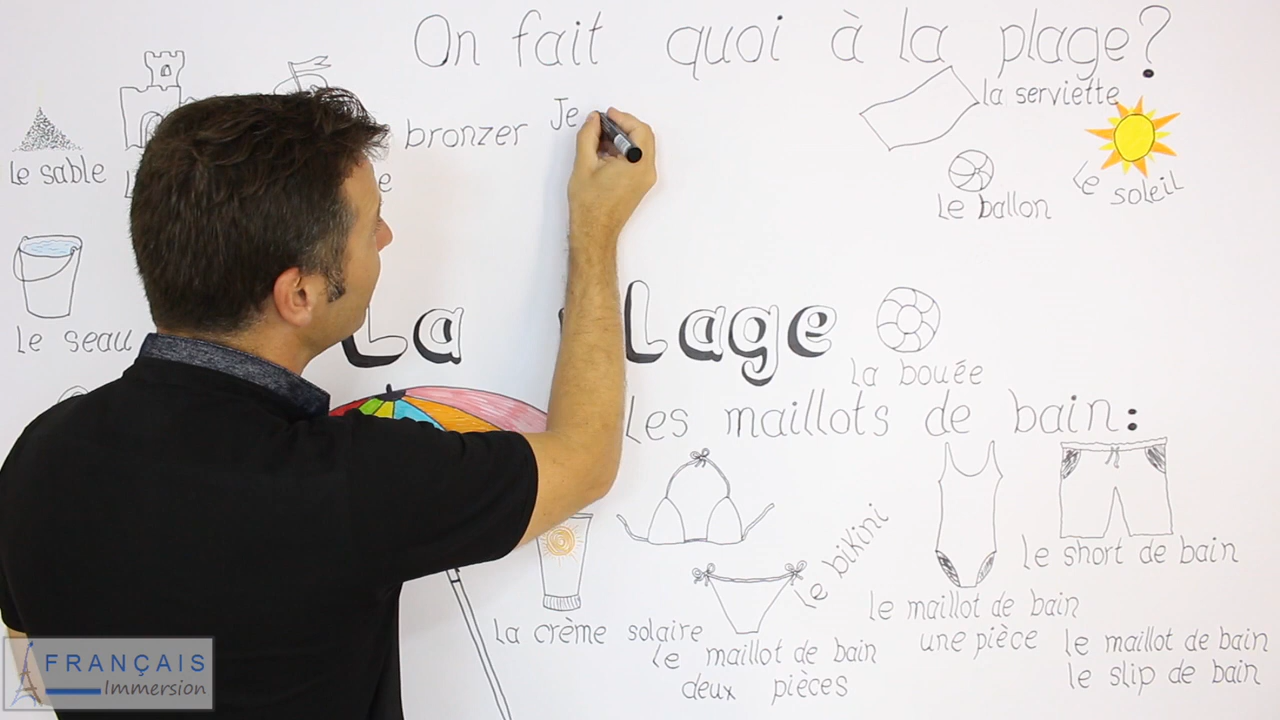 On fait quoi à la plage?
la serviette
bronzer
Je
le sable
le ballon
Le soleil
le seau
La
lage
la bouée
Les maillots de bain:
le bikini
le short de bain
La crème solaire
le maillot de bain
deux pièces
le maillot de bain
une pièce
le maillot de bain
le slip de bain
FRANÇAIS
Immersion